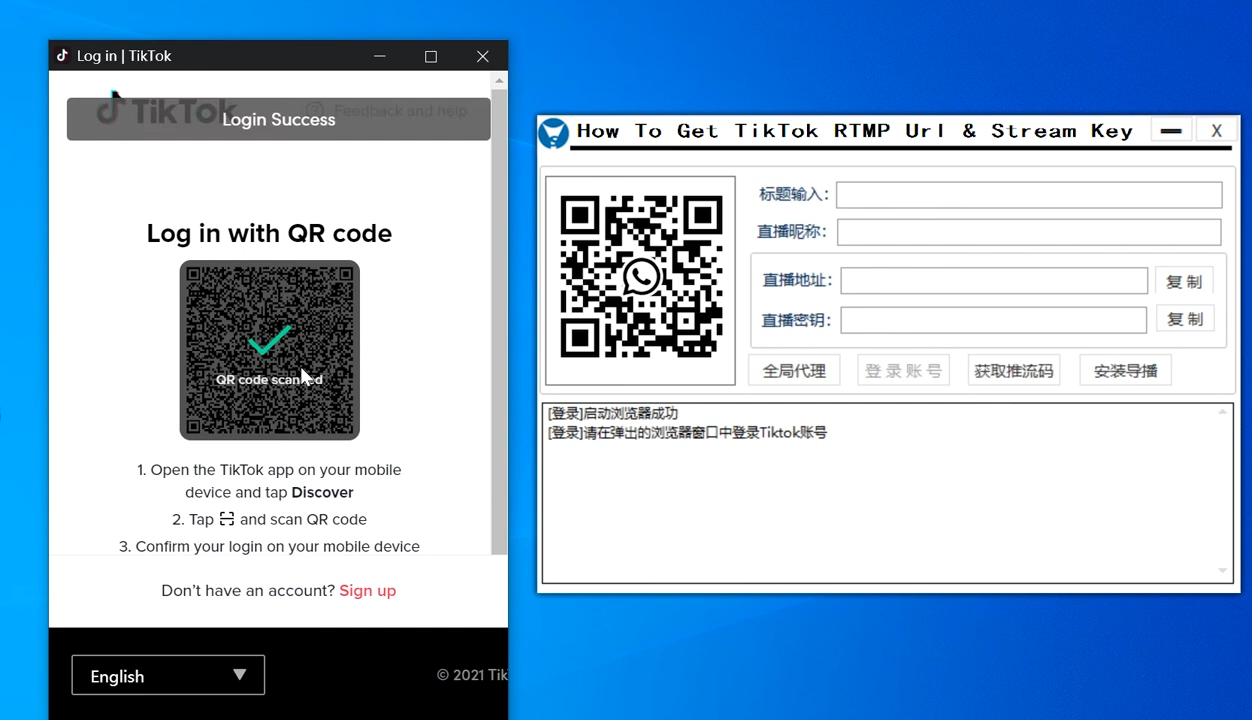 Log in | TikTok
TikTok
Feedback and help
Login Success
Log in with QR code
QR code scanned
1. Open the TikTok app on your mobile
device and tap Discover
2. Tap and scan QR code
3. Confirm your login on your mobile device
Don't have an account? Sign up
English
© 2021 Tik
How To Get TikTok RTMP Url & Stream Key
X
标题输入：
直播昵称：
直播地址：
复制
直播密钥：
复制
全局代理
登录账号
获取推流码
安装导播
[登录]启动浏览器成功
[登录]请在弹出的浏览器窗口中登录Tiktok账号